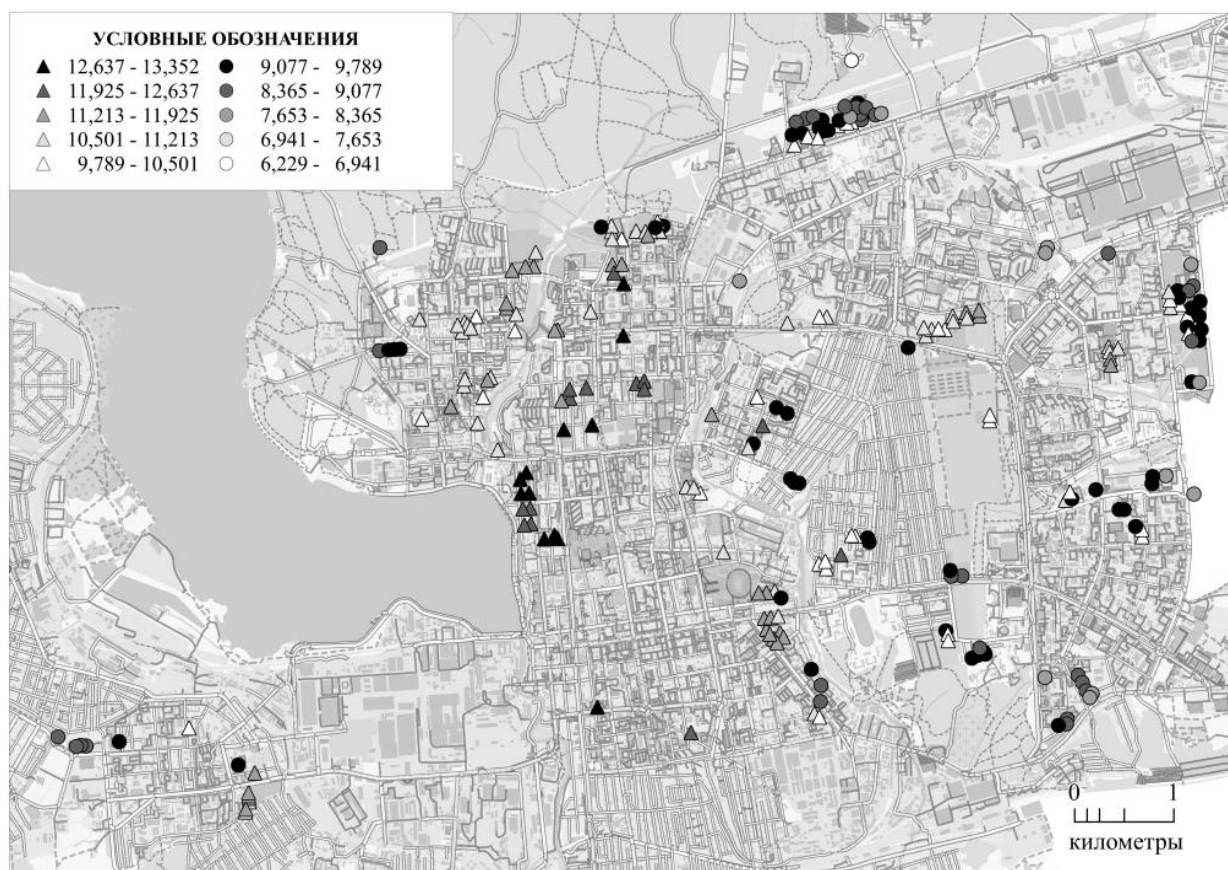 УСЛОВНЫЕ ОБОЗНАЧЕНИЯ
12,637 - 13,352 9,077 - 9,789
11,925 - 12,637 8,365 - 9,077
11,213 - 11,925 7,653 - 8,365
10,501 - 11,213 6,941 - 7,653
9,789 - 10,501 6,229 - 6,941
0 1
километры